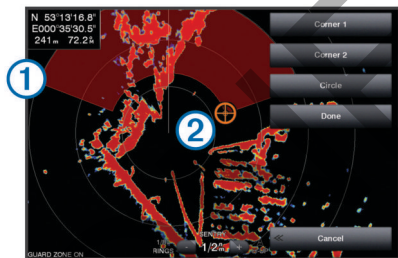 N 53°13'16.8"
E000°35'30.5"
241m 72.2°M
Corner 1
Corner 2
Circle
Done
1
2
SENTRY
RINGS - 1/2 +
Cancel
GUARD ZONE ON